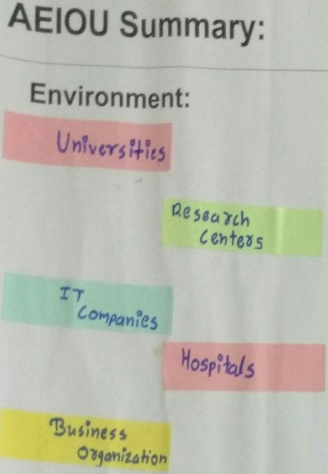 AEIOU Summary:
Environment:
Universities
Research
Centers
IT
Companies
Hospitals
Business
Organization